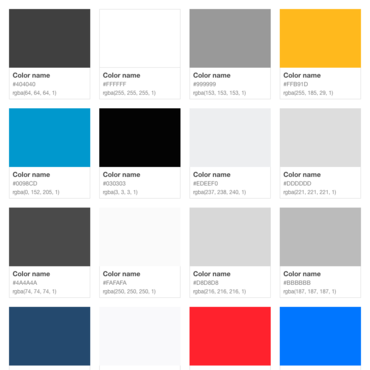 Color name
#404040
rgba(64, 64, 64, 1)
Color name
#FFFFFF
rgba(255, 255, 255, 1)
Color name
#999999
rgba(153, 153, 153, 1)
Color name
#FFB91D
rgba(255, 185, 29, 1)
Color name
#0098CD
rgba(0, 152, 205, 1)
Color name
#030303
rgba(3, 3, 3, 1)
Color name
#EDEEF0
rgba(237, 238, 240, 1)
Color name
#DDDDDD
rgba(221, 221, 221, 1)
Color name
#4A4A4A
rgba(74, 74, 74, 1)
Color name
#FAFAFA
rgba(250, 250, 250, 1)
Color name
#D8D8D8
rgba(216, 216, 216, 1)
Color name
#BBBBBB
rgba(187, 187, 187, 1)